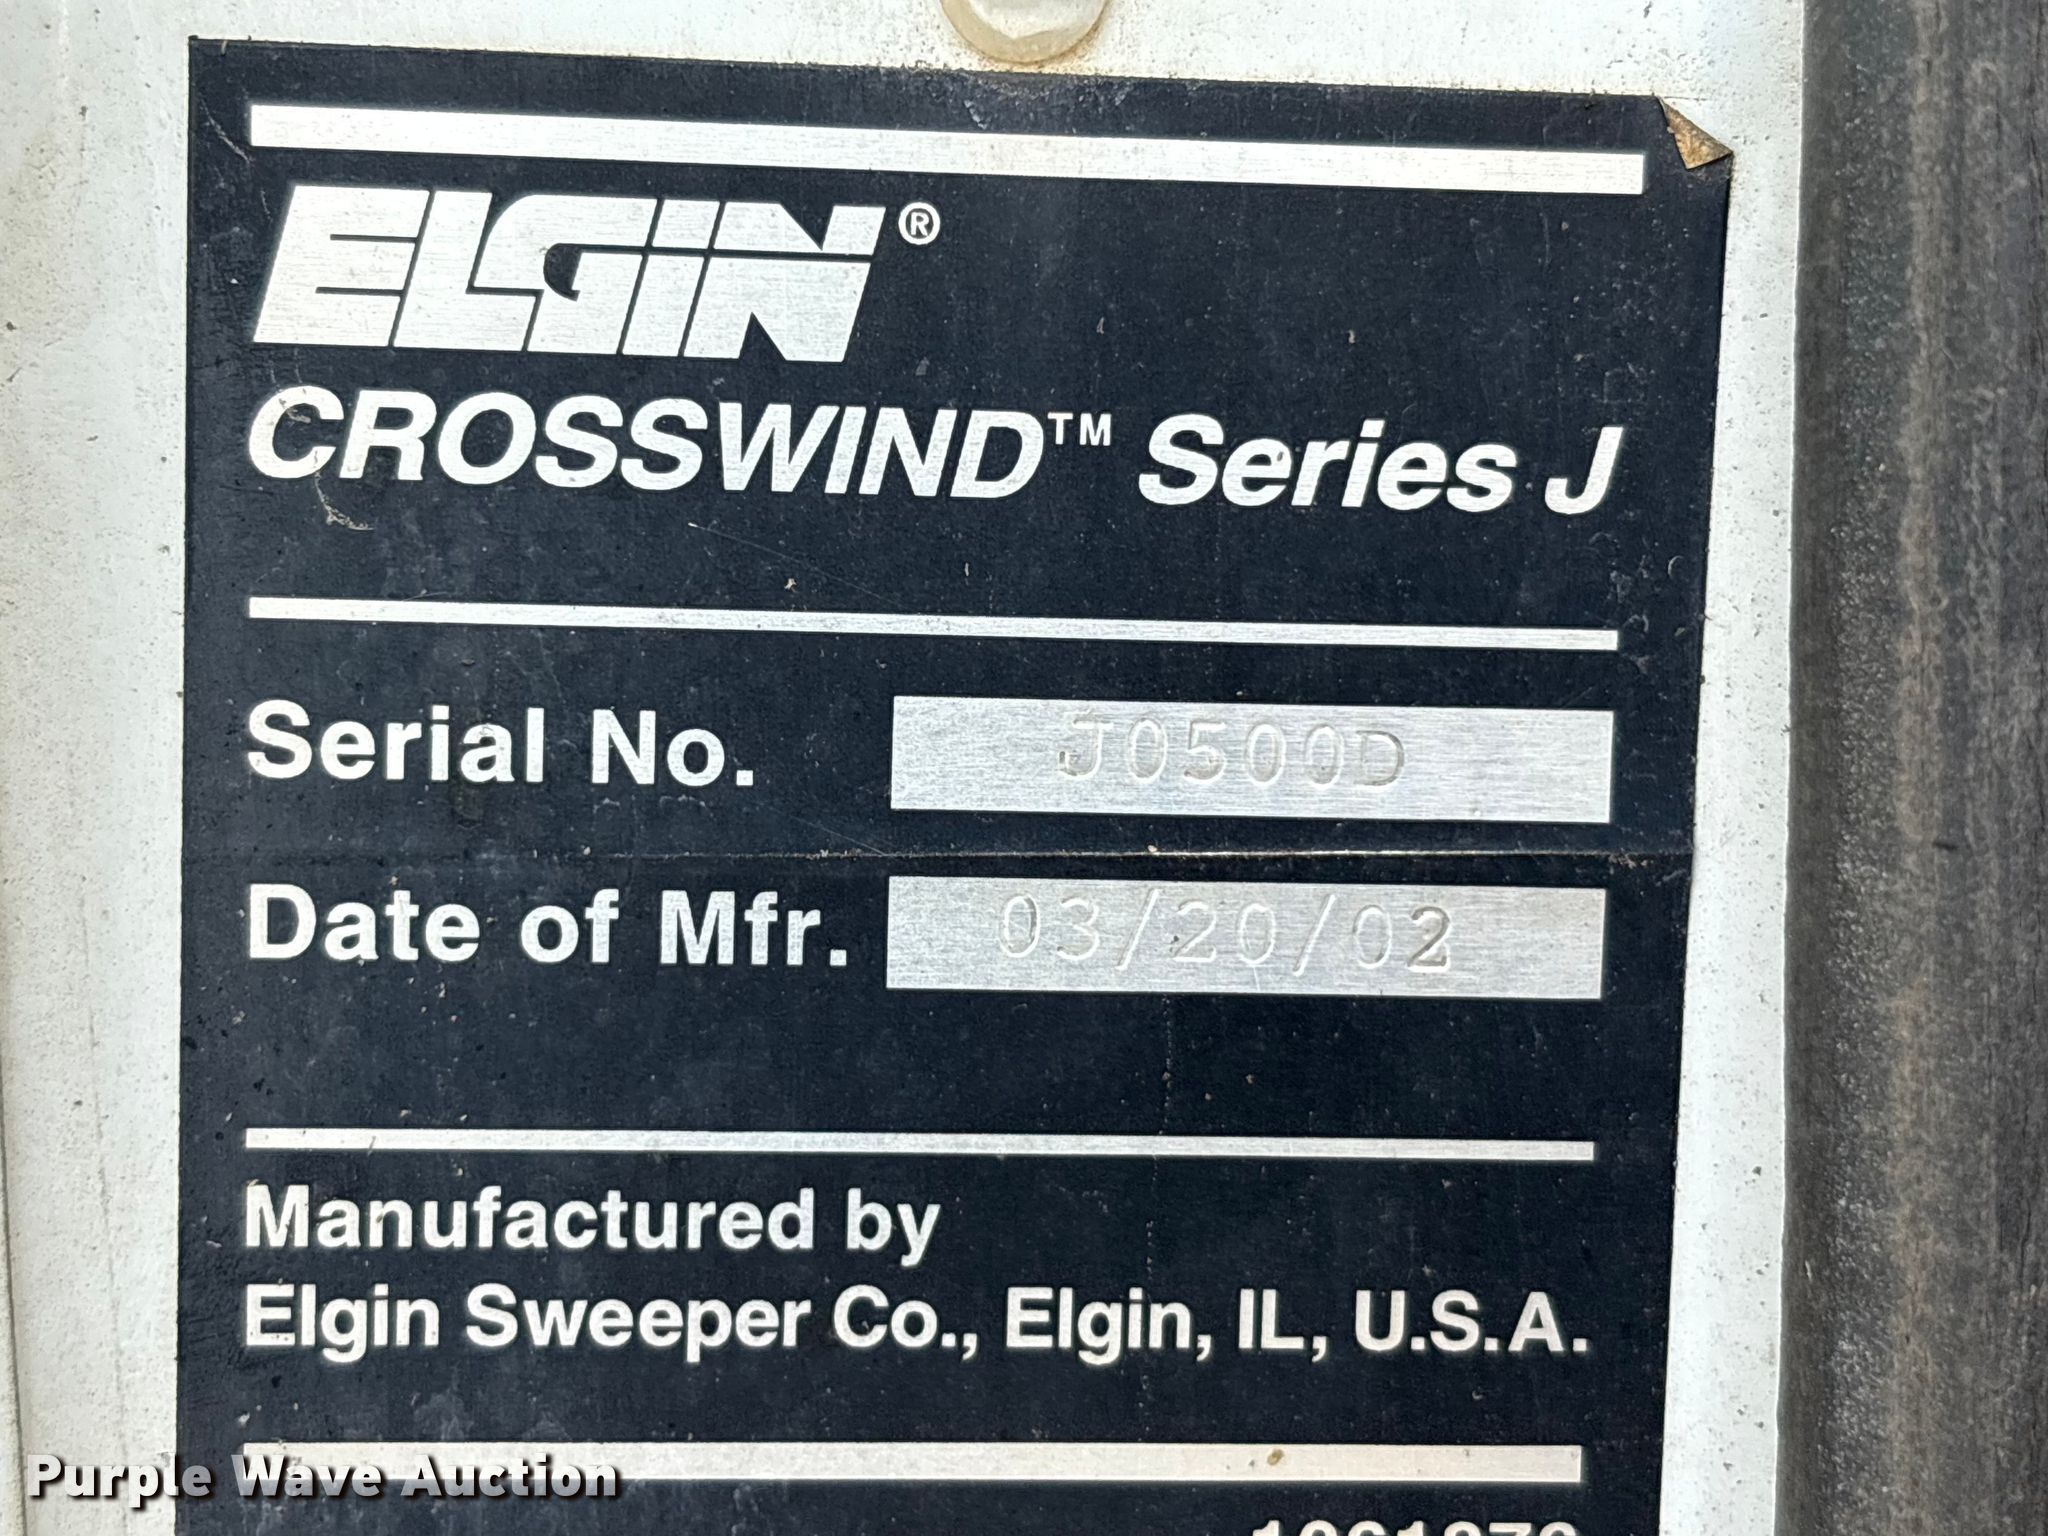 ELGIN®
CROSSWIND™ Series J
Serial No. J0500D
Date of Mfr. 03/20/02
Manufactured by
Elgin Sweeper Co., Elgin, IL, U.S.A.
Purple Wave Auction